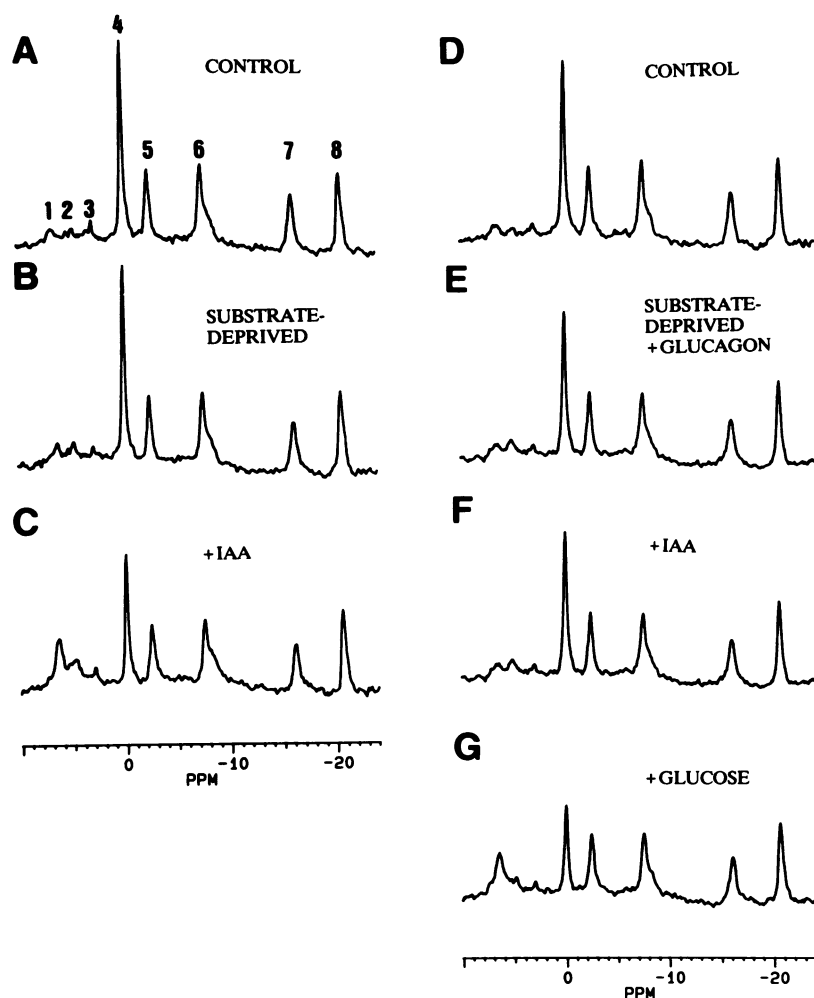 A
CONTROL
4
5
6
7
8
1
2
3
B
SUBSTRATE-
DEPRIVED
C
+IAA
0
-10
-20
PPM
D
CONTROL
E
SUBSTRATE-
DEPRIVED
+GLUCAGON
F
+IAA
G
+GLUCOSE
0
-10
-20
PPM